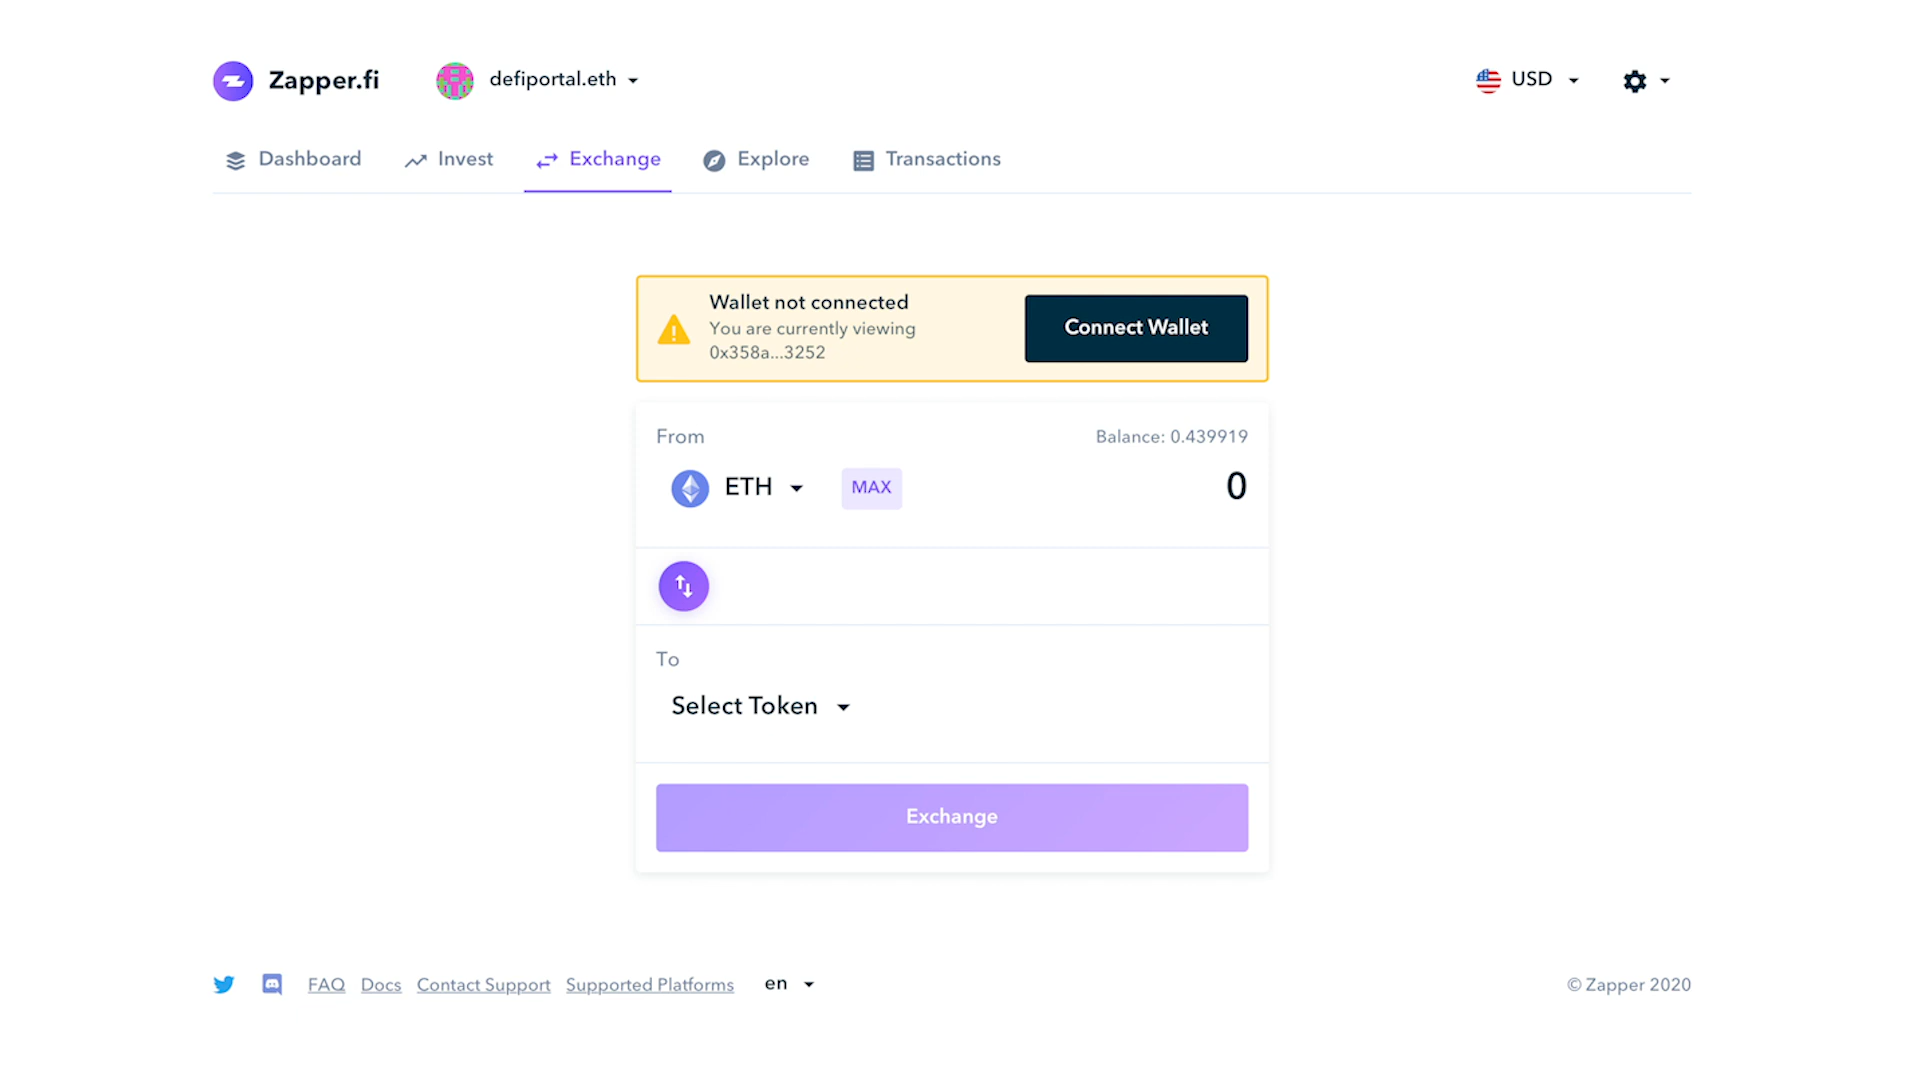 Zapper.fi
defiportal.eth
USD
Dashboard
Invest
Exchange
Explore
Transactions
Wallet not connected
You are currently viewing
0x358a...3252
Connect Wallet
From
Balance: 0.439919
ETH
MAX
0
To
Select Token
Exchange
FAQ
Docs
Contact Support
Supported Platforms
en
© Zapper 2020